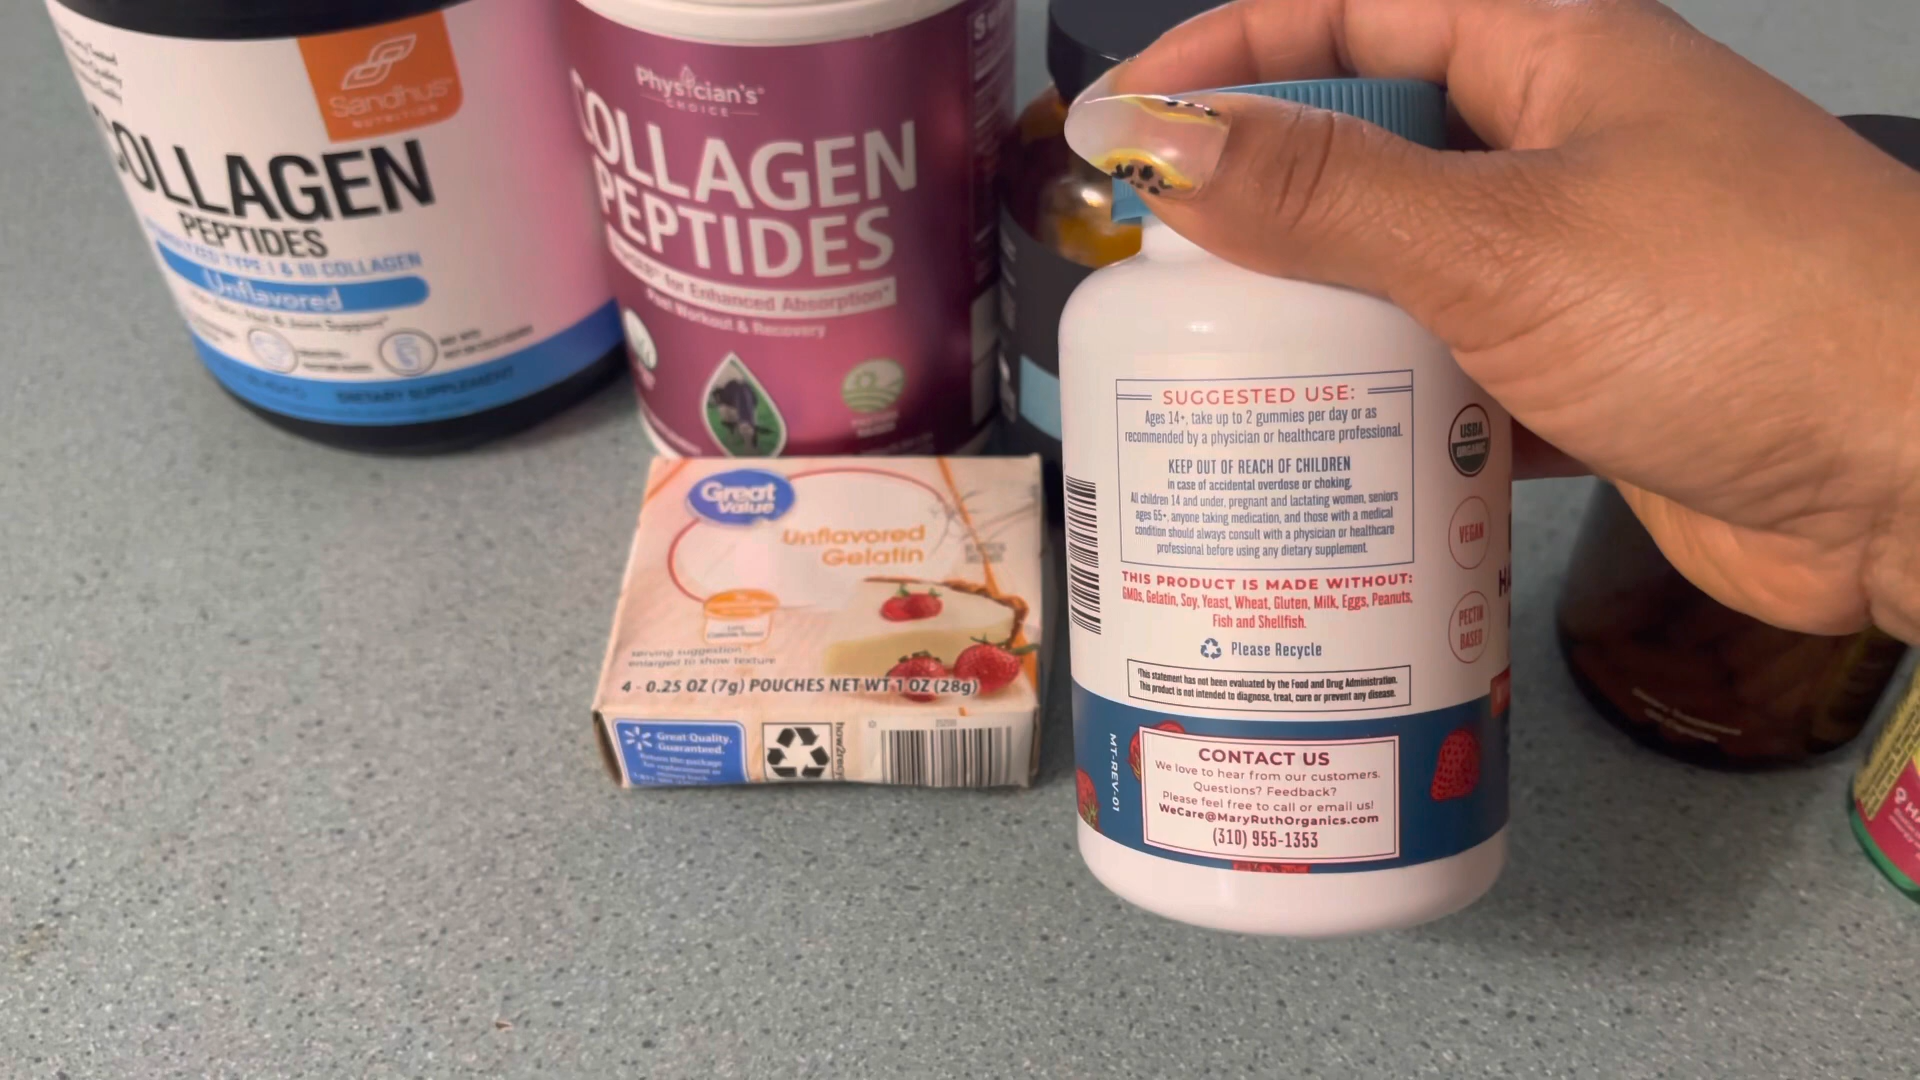 Sandhus
NUTRITION
COLLAGEN
PEPTIDES
TYPE I & III COLLAGEN
Unflavored
DIETARY SUPPLEMENT
Physician's
CHOICE
COLLAGEN
PEPTIDES
for Enhanced Absorption*
Workout & Recovery
Great
Value
Unflavored
Gelatin
serving suggestion
enlarged to show texture
4 - 0.25 OZ (7g) POUCHES NET WT 1 OZ (28g)
Great Quality.
Guaranteed.
SUGGESTED USE:
Ages 14+, take up to 2 gummies per day or as
recommended by a physician or healthcare professional.
KEEP OUT OF REACH OF CHILDREN
in case of accidental overdose or choking.
All children 14 and under, pregnant and lactating women, seniors
ages 65+, anyone taking medication, and those with a medical
condition should always consult with a physician or healthcare
professional before using any dietary supplement.
THIS PRODUCT IS MADE WITHOUT:
GMOs, Gelatin, Soy, Yeast, Wheat, Gluten, Milk, Eggs, Peanuts,
Fish and Shellfish.
Please Recycle
*This statement has not been evaluated by the Food and Drug Administration.
This product is not intended to diagnose, treat, cure or prevent any disease.
MT-REV-01
CONTACT US
We love to hear from our customers.
Questions? Feedback?
Please feel free to call or email us!
WeCare@MaryRuthOrganics.com
(310) 955-1353
USDA
ORGANIC
VEGAN
PECTIN
BASED